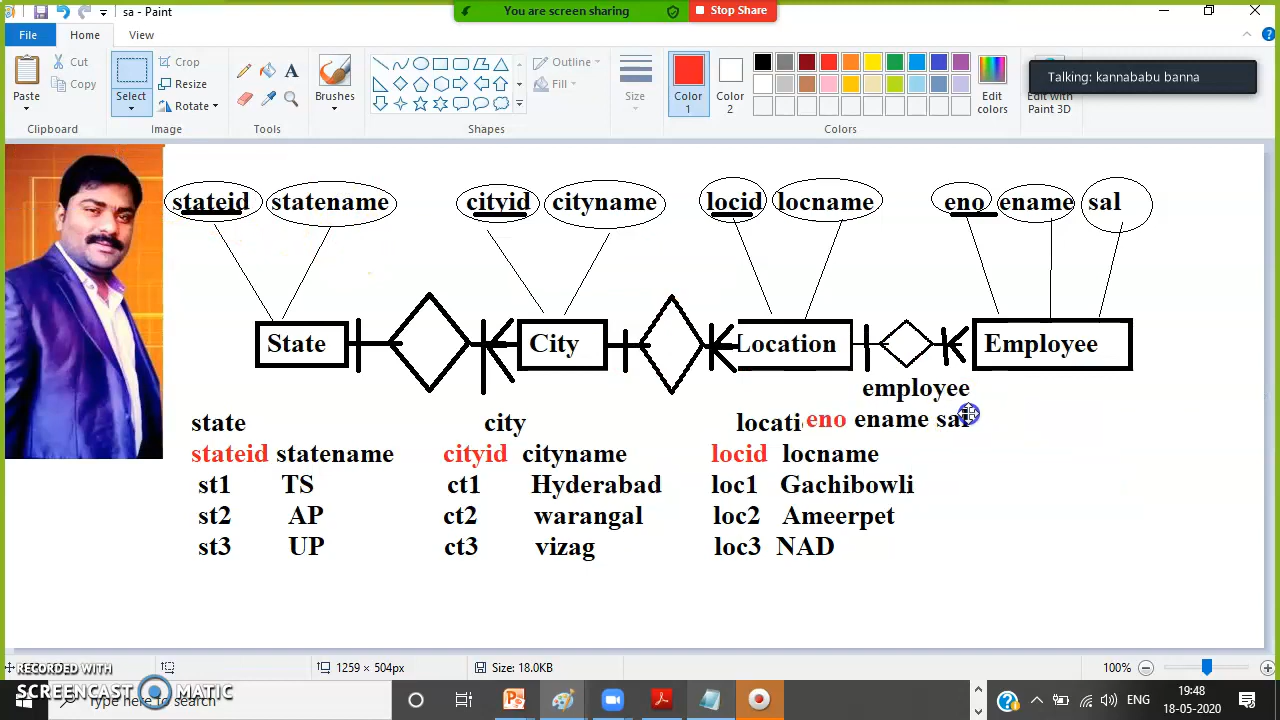 sa - Paint
You are screen sharing
Stop Share
File
Home
View
Paste
Cut
Copy
Clipboard
Select
Crop
Resize
Rotate
Image
A
Tools
Brushes
Outline
Fill
Shapes
Size
Color 1
Color 2
Edit colors
Colors
Edit with Paint 3D
Talking: kannababu banna
stateid statename cityid cityname locid locname eno ename sal
State City Location Employee
employee
state city locati eno ename sal
stateid statename cityid cityname locid locname
st1 TS ct1 Hyderabad loc1 Gachibowli
st2 AP ct2 warangal loc2 Ameerpet
st3 UP ct3 vizag loc3 NAD
1259 × 504px
Size: 18.0KB
100%
RECORDED WITH
SCREENCAST MATIC
Type here to search
ENG
19:48
18-05-2020